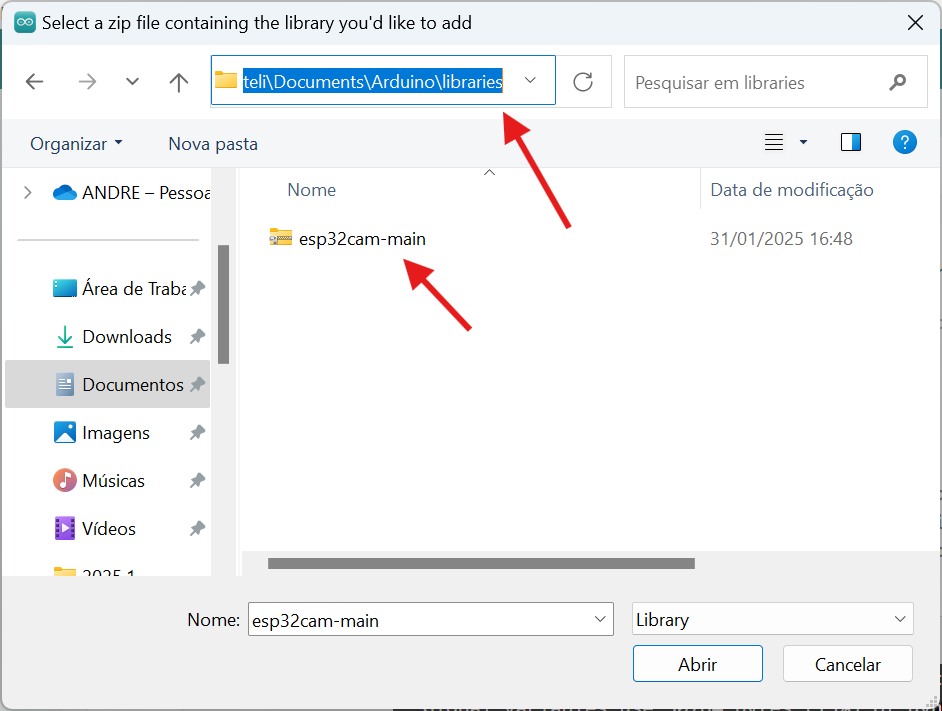 Select a zip file containing the library you'd like to add
teli\Documents\Arduino\libraries
Pesquisar em libraries
Organizar
Nova pasta
?
ANDRE – Pessoa
Nome
Data de modificação
esp32cam-main
31/01/2025 16:48
Área de Traba
Downloads
Documentos
Imagens
Músicas
Vídeos
2025.1
Nome: esp32cam-main
Library
Abrir
Cancelar